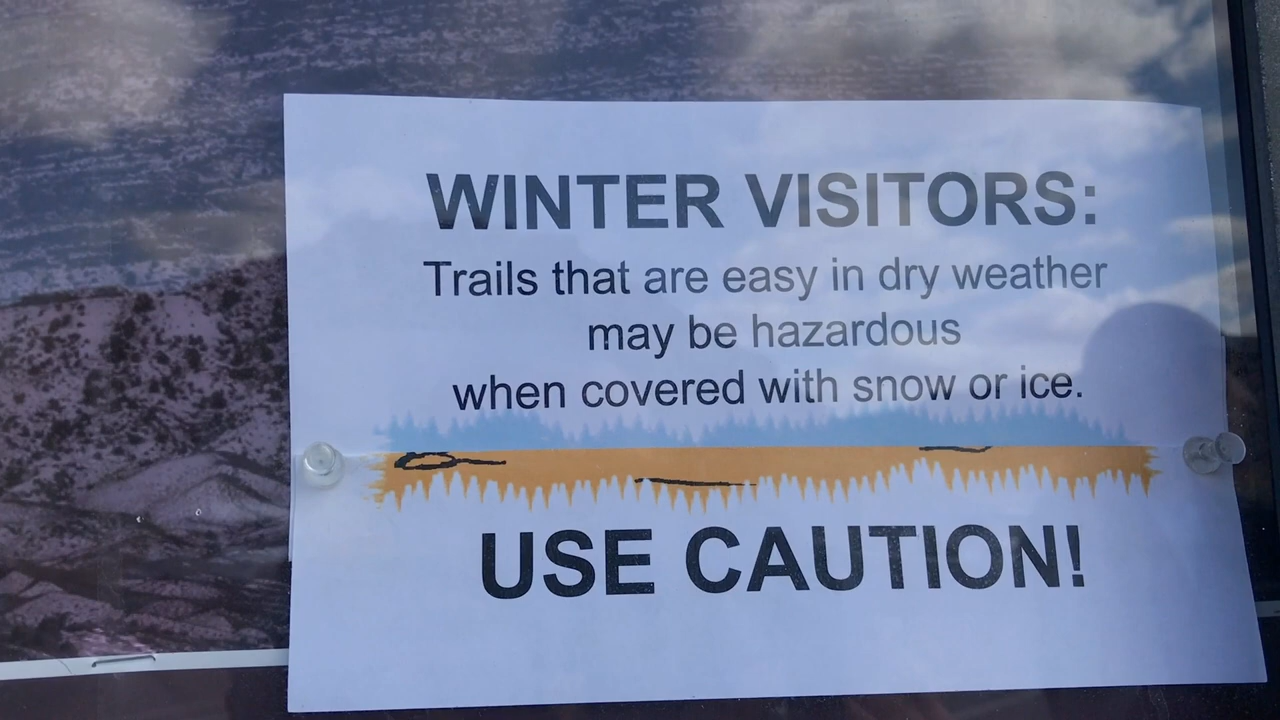 WINTER VISITORS:
Trails that are easy in dry weather
may be hazardous
when covered with snow or ice.
USE CAUTION!